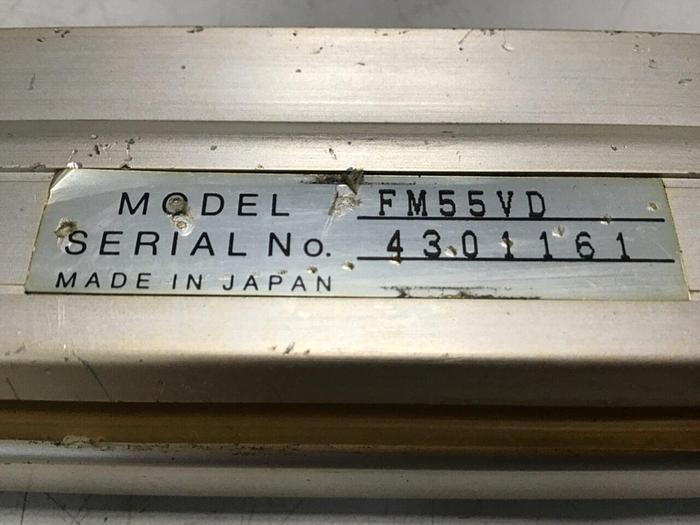 MODEL FM55VD
SERIAL No. 4301161
MADE IN JAPAN